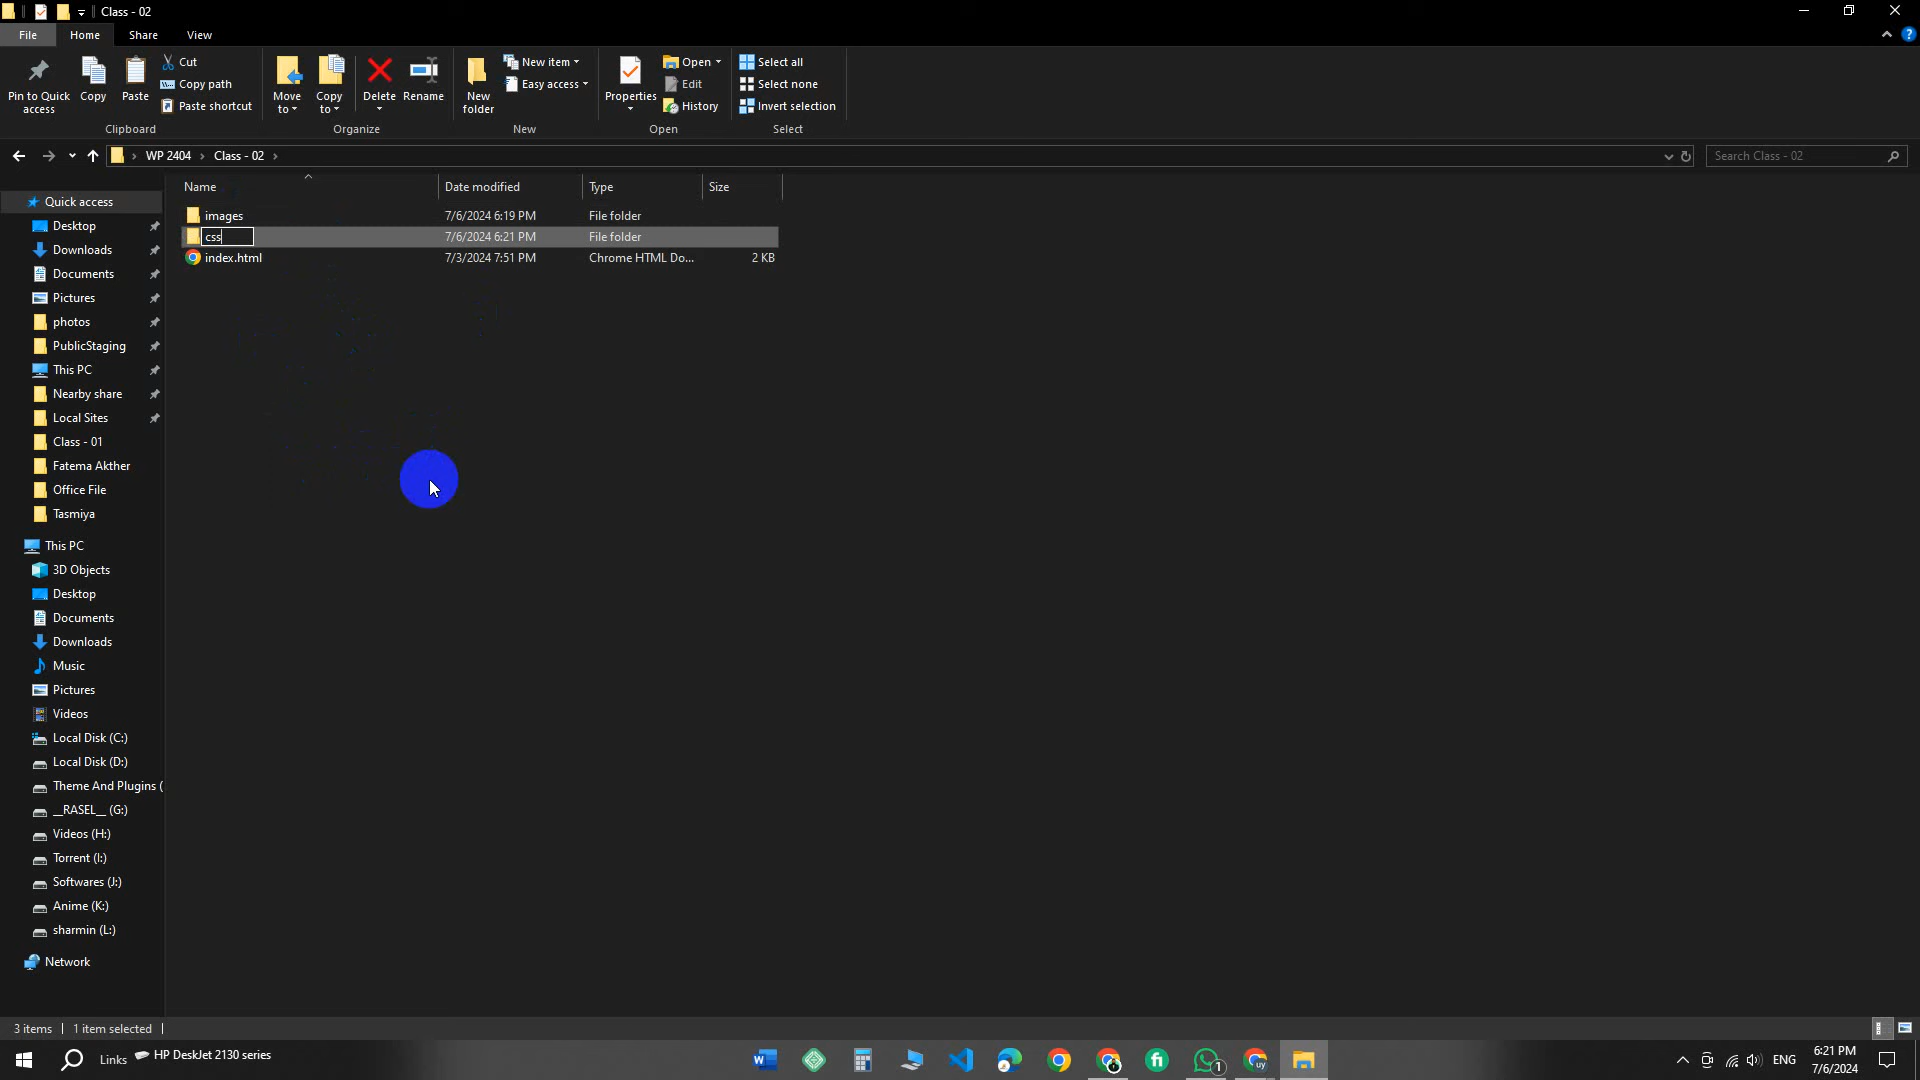 Class - 02
File Home Share View
Pin to Quick access
Copy
Paste
Cut
Copy path
Paste shortcut
Clipboard
Move to
Copy to
Delete
Rename
Organize
New folder
New item
Easy access
New
Properties
Open
Edit
History
Open
Select all
Select none
Invert selection
Select
WP 2404 Class - 02
Search Class - 02
Name Date modified Type Size
images 7/6/2024 6:19 PM File folder
css 7/6/2024 6:21 PM File folder
index.html 7/3/2024 7:51 PM Chrome HTML Do... 2 KB
Quick access
Desktop
Downloads
Documents
Pictures
photos
PublicStaging
This PC
Nearby share
Local Sites
Class - 01
Fatema Akther
Office File
Tasmiya
This PC
3D Objects
Desktop
Documents
Downloads
Music
Pictures
Videos
Local Disk (C:)
Local Disk (D:)
Theme And Plugins (
__RASEL__ (G:)
Videos (H:)
Torrent (I:)
Softwares (J:)
Anime (K:)
sharmin (L:)
Network
3 items 1 item selected
Links HP DeskJet 2130 series
1
uy
ENG
6:21 PM
7/6/2024